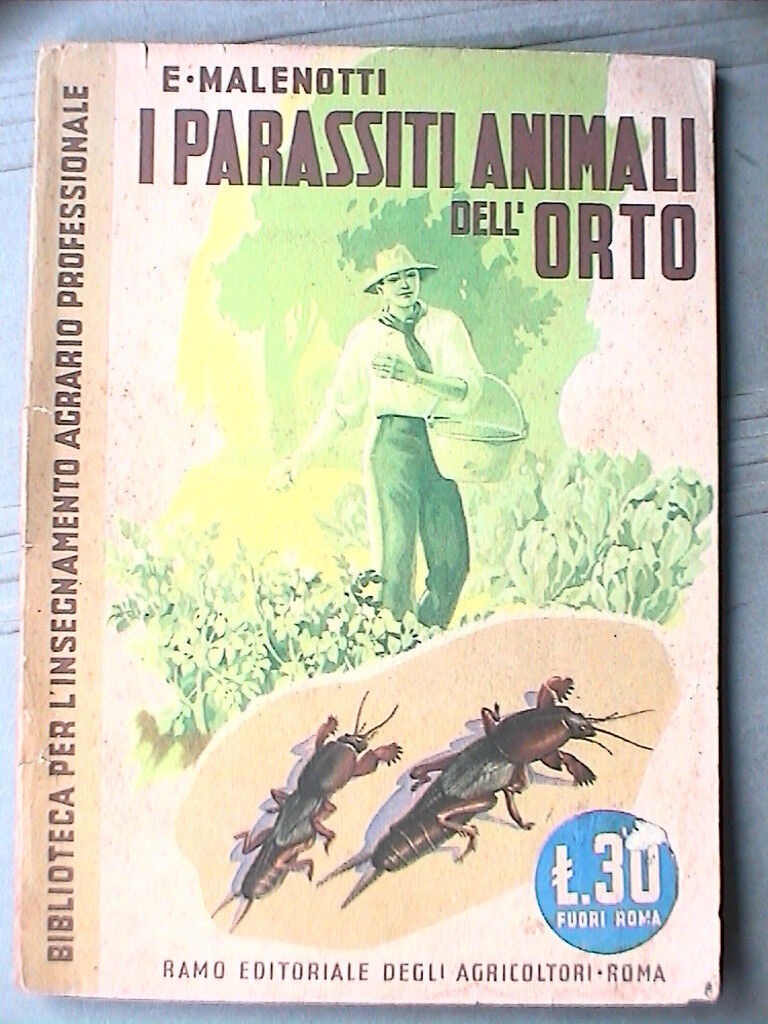 E·MALENOTTI
I PARASSITI ANIMALI
DELL' ORTO
BIBLIOTECA PER L'INSEGNAMENTO AGRARIO PROFESSIONALE
Ł.30
FUORI ROMA
RAMO EDITORIALE DEGLI AGRICOLTORI·ROMA